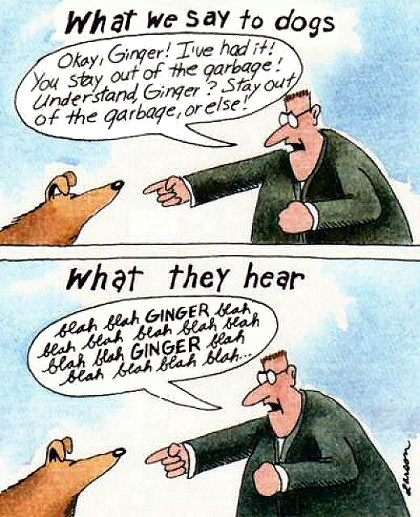 What we say to dogs
Okay, Ginger! I've had it!
You stay out of the garbage!
Understand, Ginger? Stay out
of the garbage, or else!
What they hear
blah blah GINGER blah
blah blah blah blah blah
blah blah GINGER blah
blah blah blah blah...
Larson